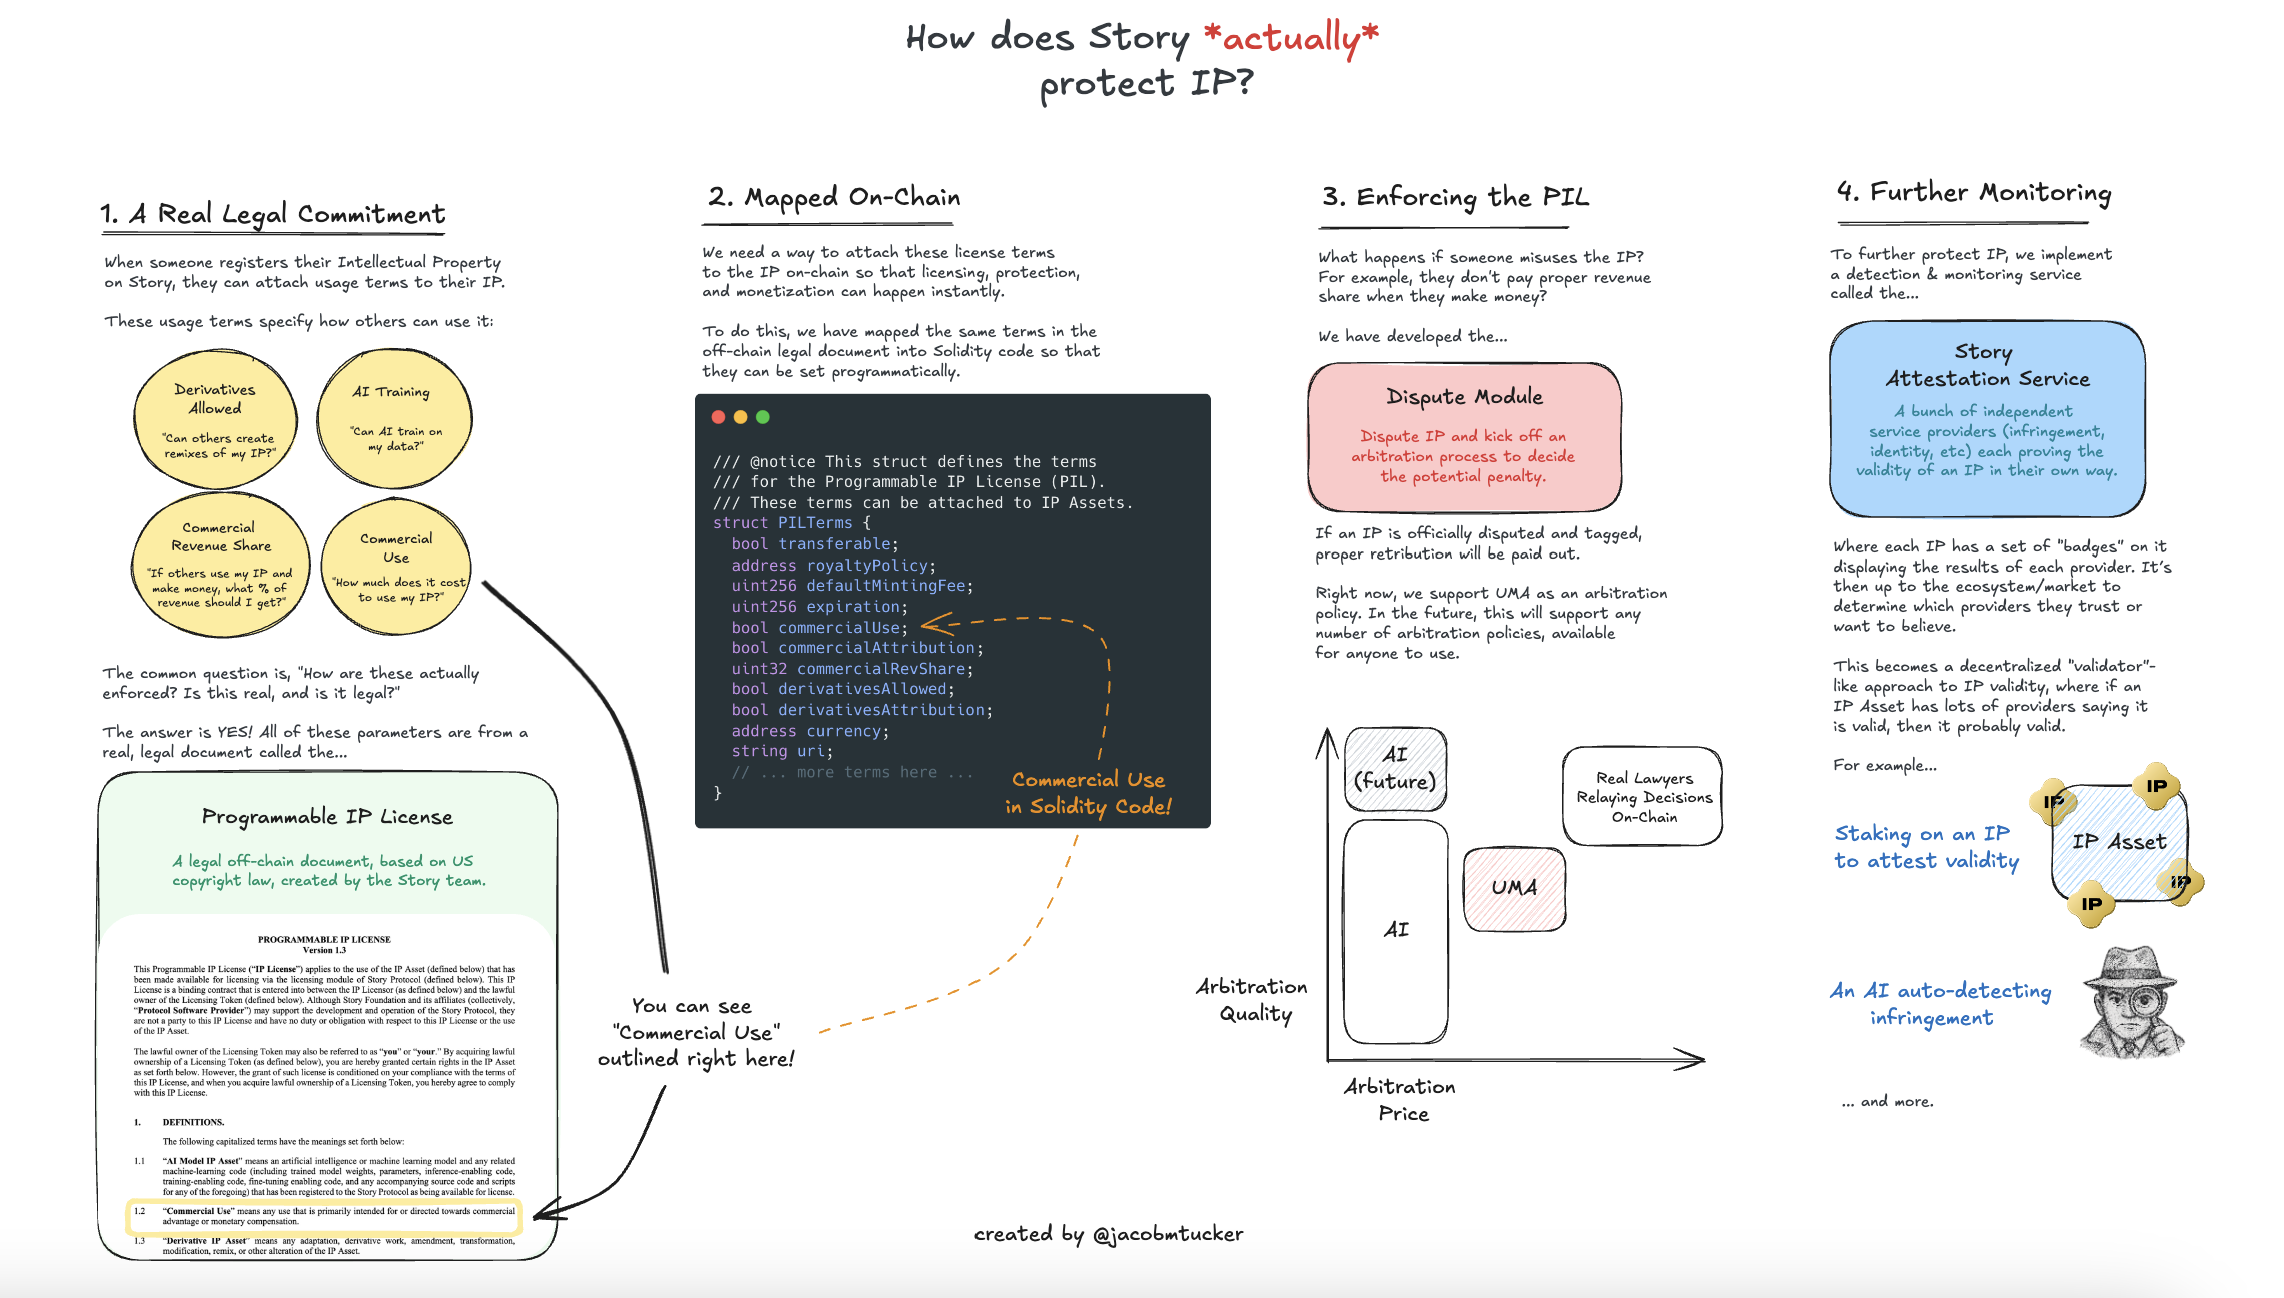 How does Story *actually*
protect IP?
1. A Real Legal Commitment
When someone registers their Intellectual Property
on Story, they can attach usage terms to their IP.
These usage terms specify how others can use it:
Derivatives
Allowed
"Can others create
remixes of my IP?"
AI Training
"Can AI train on
my data?"
Commercial
Revenue Share
"If others use my IP and
make money, what % of
revenue should I get?"
Commercial
Use
"How much does it cost
to use my IP?"
The common question is, "How are these actually
enforced? Is this real, and is it legal?"
The answer is YES! All of these parameters are from a
real, legal document called the...
Programmable IP License
A legal off-chain document, based on US
copyright law, created by the Story team.
PROGRAMMABLE IP LICENSE
Version 1.3
This Programmable IP License (“IP License”) applies to the use of the IP Asset (defined below) that has
been made available for licensing via the licensing module of Story Protocol (defined below). This IP
License is a binding contract that is entered into between the IP Licensor (as defined below) and the lawful
owner of the Licensing Token (defined below). Although Story Foundation and its affiliates (collectively,
“Protocol Software Provider”) may support the development and operation of the Story Protocol, they
are not a party to this IP License and have no duty or obligation with respect to this IP License or the use
of the IP Asset.
The lawful owner of the Licensing Token may also be referred to as “you” or “your.” By acquiring lawful
ownership of a Licensing Token (as defined below), you are hereby granted certain rights in the IP Asset
as set forth below. However, the grant of such license is conditioned on your compliance with the terms of
this IP License, and when you acquire lawful ownership of a Licensing Token, you hereby agree to comply
with this IP License.
1. DEFINITIONS.
The following capitalized terms have the meanings set forth below:
1.1 “AI Model IP Asset” means an artificial intelligence or machine learning model and any related
machine-learning code (including trained model weights, parameters, inference-enabling code,
training-enabling code, fine-tuning enabling code, and any accompanying source code and scripts
for any of the foregoing) that has been registered to the Story Protocol as being available for license.
1.2 “Commercial Use” means any use that is primarily intended for or directed towards commercial
advantage or monetary compensation.
1.3 “Derivative IP Asset” means any adaptation, derivative work, amendment, transformation,
modification, remix, or other alteration of the IP Asset.
You can see
"Commercial Use"
outlined right here!
2. Mapped On-Chain
We need a way to attach these license terms
to the IP on-chain so that licensing, protection,
and monetization can happen instantly.
To do this, we have mapped the same terms in the
off-chain legal document into Solidity code so that
they can be set programmatically.
/// @notice This struct defines the terms
/// for the Programmable IP License (PIL).
/// These terms can be attached to IP Assets.
struct PILTerms {
bool transferable;
address royaltyPolicy;
uint256 defaultMintingFee;
uint256 expiration;
bool commercialUse;
bool commercialAttribution;
uint32 commercialRevShare;
bool derivativesAllowed;
bool derivativesAttribution;
address currency;
string uri;
// ... more terms here ...
}
Commercial Use
in Solidity Code!
3. Enforcing the PIL
What happens if someone misuses the IP?
For example, they don't pay proper revenue
share when they make money?
We have developed the...
Dispute Module
Dispute IP and kick off an
arbitration process to decide
the potential penalty.
If an IP is officially disputed and tagged,
proper retribution will be paid out.
Right now, we support UMA as an arbitration
policy. In the future, this will support any
number of arbitration policies, available
for anyone to use.
AI
(future)
Real Lawyers
Relaying Decisions
On-Chain
UMA
AI
Arbitration
Quality
Arbitration
Price
4. Further Monitoring
To further protect IP, we implement
a detection & monitoring service
called the...
Story
Attestation Service
A bunch of independent
service providers (infringement,
identity, etc) each proving the
validity of an IP in their own way.
Where each IP has a set of "badges" on it
displaying the results of each provider. It's
then up to the ecosystem/market to
determine which providers they trust or
want to believe.
This becomes a decentralized "validator"-
like approach to IP validity, where if an
IP Asset has lots of providers saying it
is valid, then it probably valid.
For example...
Staking on an IP
to attest validity
IP
IP
IP Asset
IP
IP
An AI auto-detecting
infringement
... and more.
created by @jacobmtucker